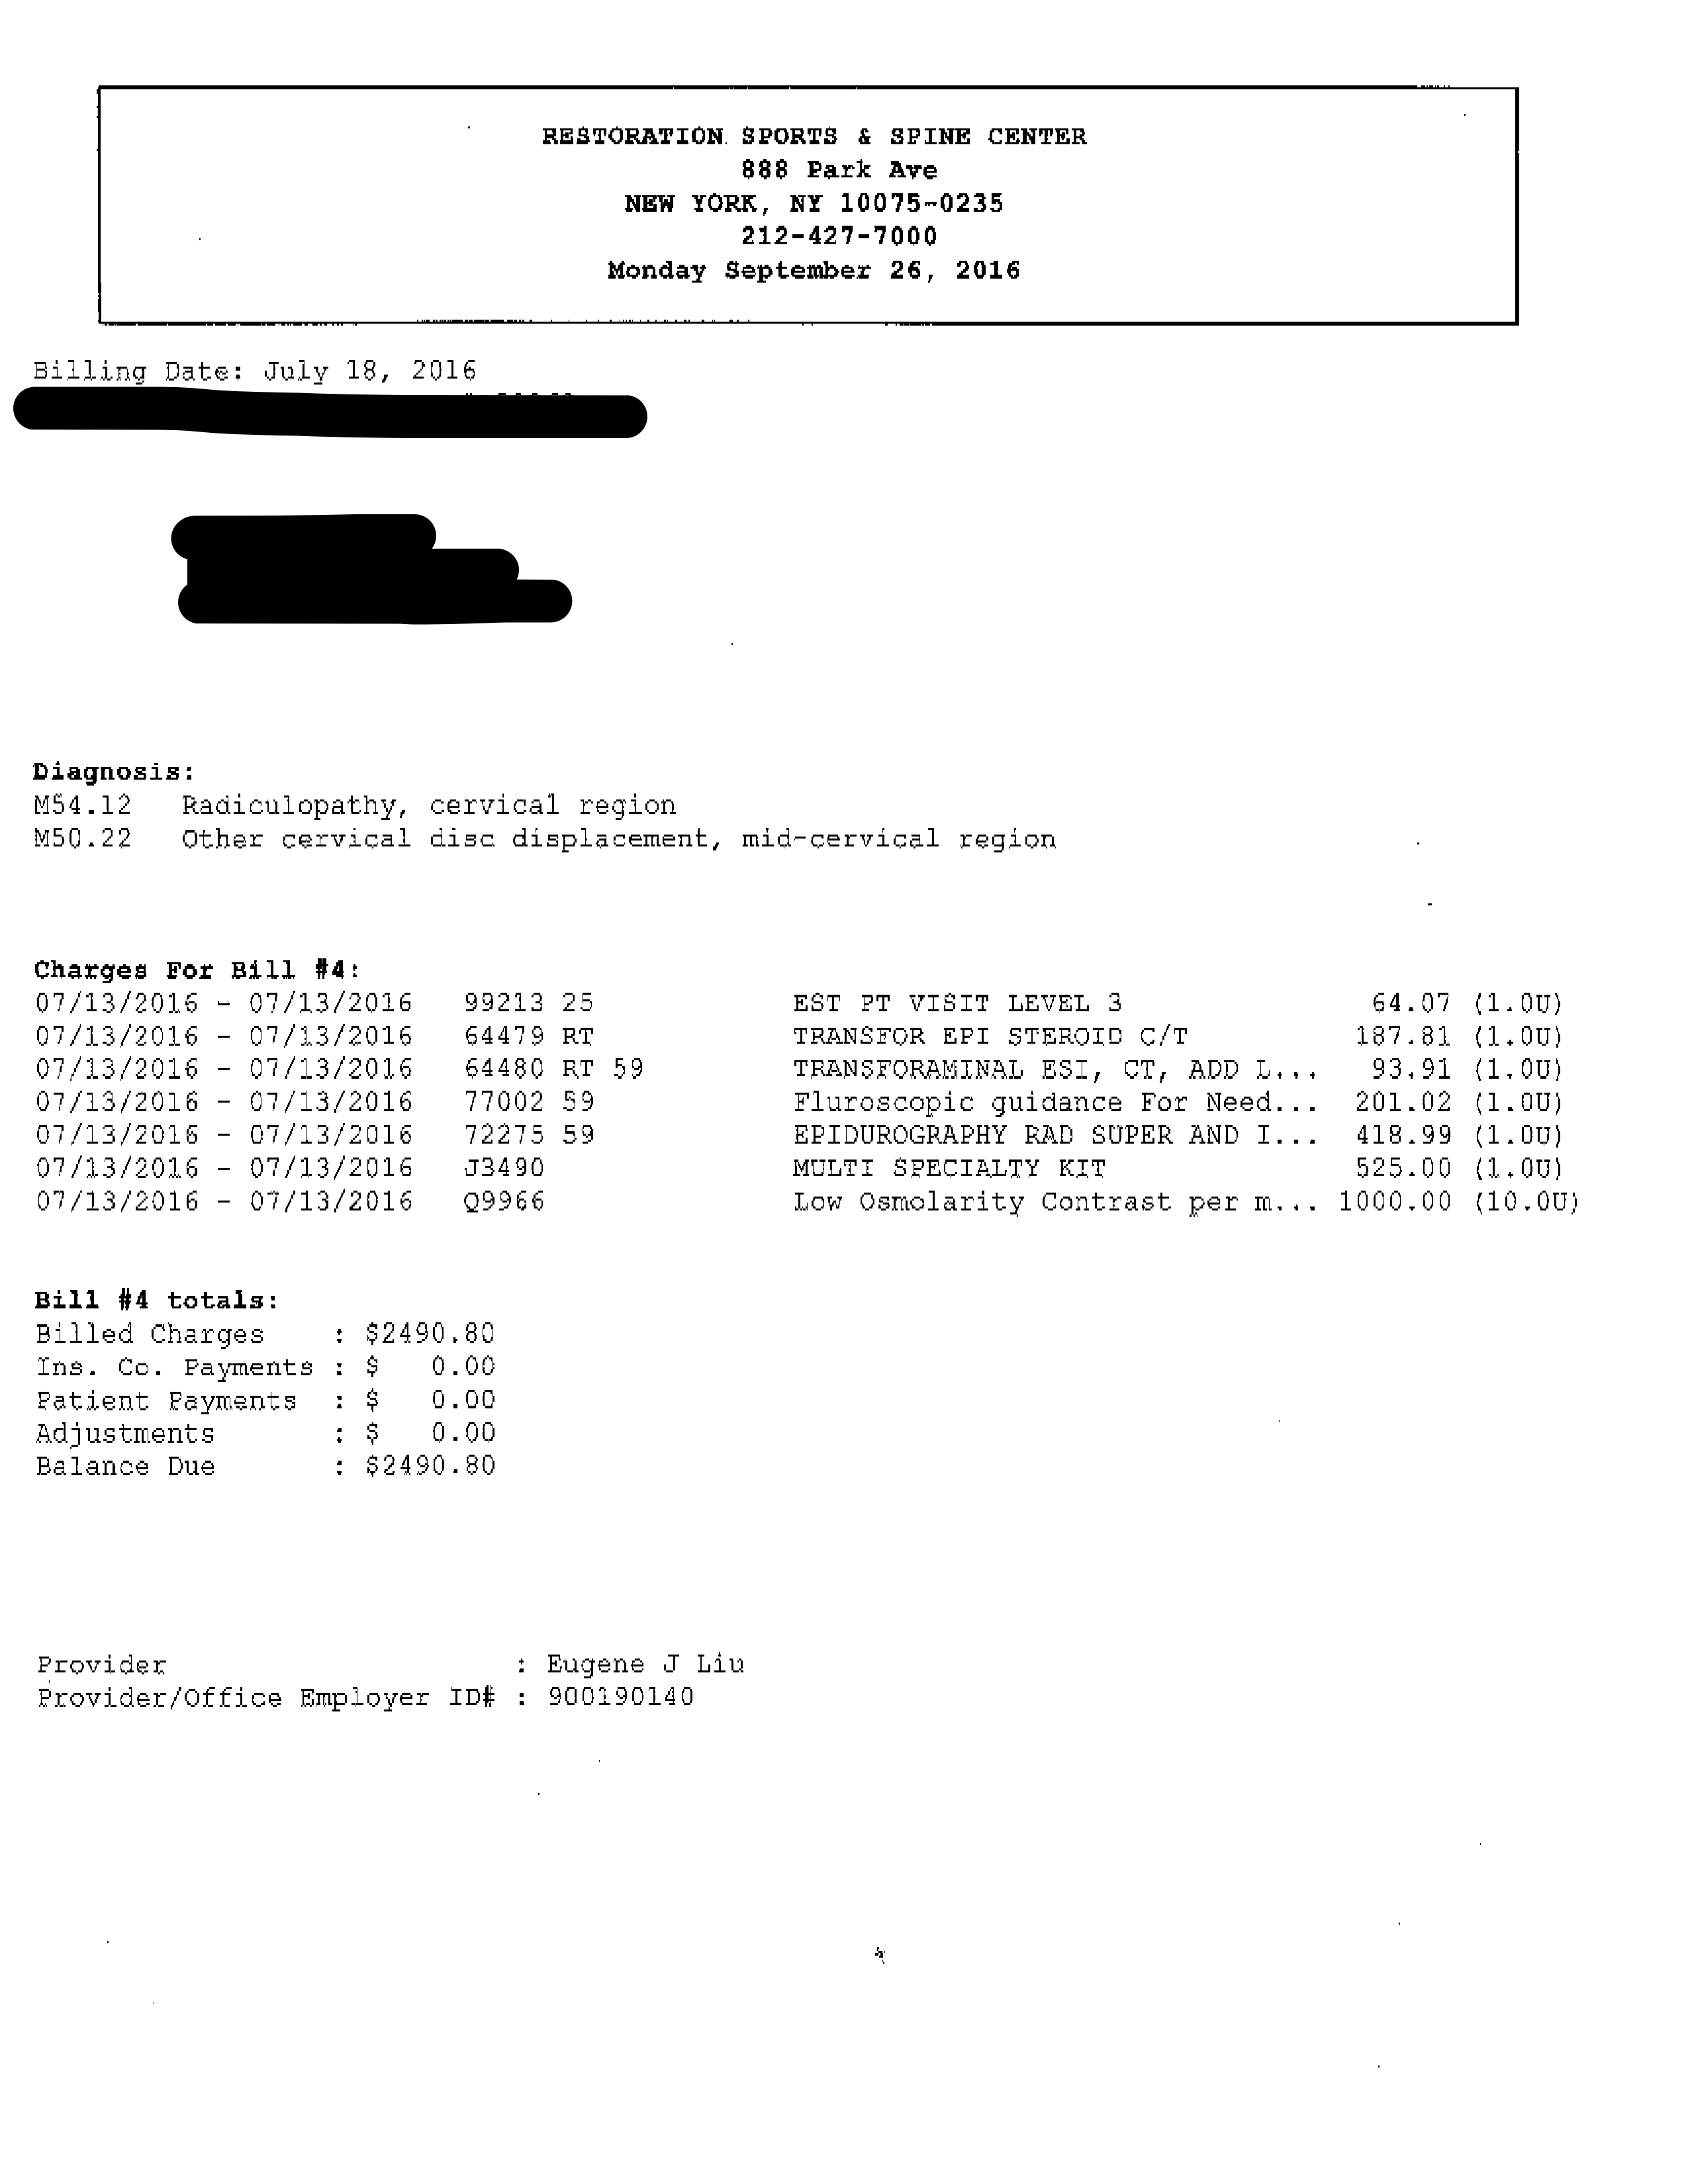 RESTORATION SPORTS & SPINE CENTER
888 Park Ave
NEW YORK, NY 10075-0235
212-427-7000
Monday September 26, 2016
Billing Date: July 18, 2016
Diagnosis:
M54.12 Radiculopathy, cervical region
M50.22 Other cervical disc displacement, mid-cervical region
Charges For Bill #4:
07/13/2016 - 07/13/2016 99213 25 EST PT VISIT LEVEL 3 64.07 (1.0U)
07/13/2016 - 07/13/2016 64479 RT TRANSFOR EPI STEROID C/T 187.81 (1.0U)
07/13/2016 - 07/13/2016 64480 RT 59 TRANSFORAMINAL ESI, CT, ADD L... 93.91 (1.0U)
07/13/2016 - 07/13/2016 77002 59 Fluroscopic guidance For Need... 201.02 (1.0U)
07/13/2016 - 07/13/2016 72275 59 EPIDUROGRAPHY RAD SUPER AND I... 418.99 (1.0U)
07/13/2016 - 07/13/2016 J3490 MULTI SPECIALTY KIT 525.00 (1.0U)
07/13/2016 - 07/13/2016 Q9966 Low Osmolarity Contrast per m... 1000.00 (10.0U)
Bill #4 totals:
Billed Charges : $2490.80
Ins. Co. Payments : $ 0.00
Patient Payments : $ 0.00
Adjustments : $ 0.00
Balance Due : $2490.80
Provider : Eugene J Liu
Provider/Office Employer ID# : 900190140